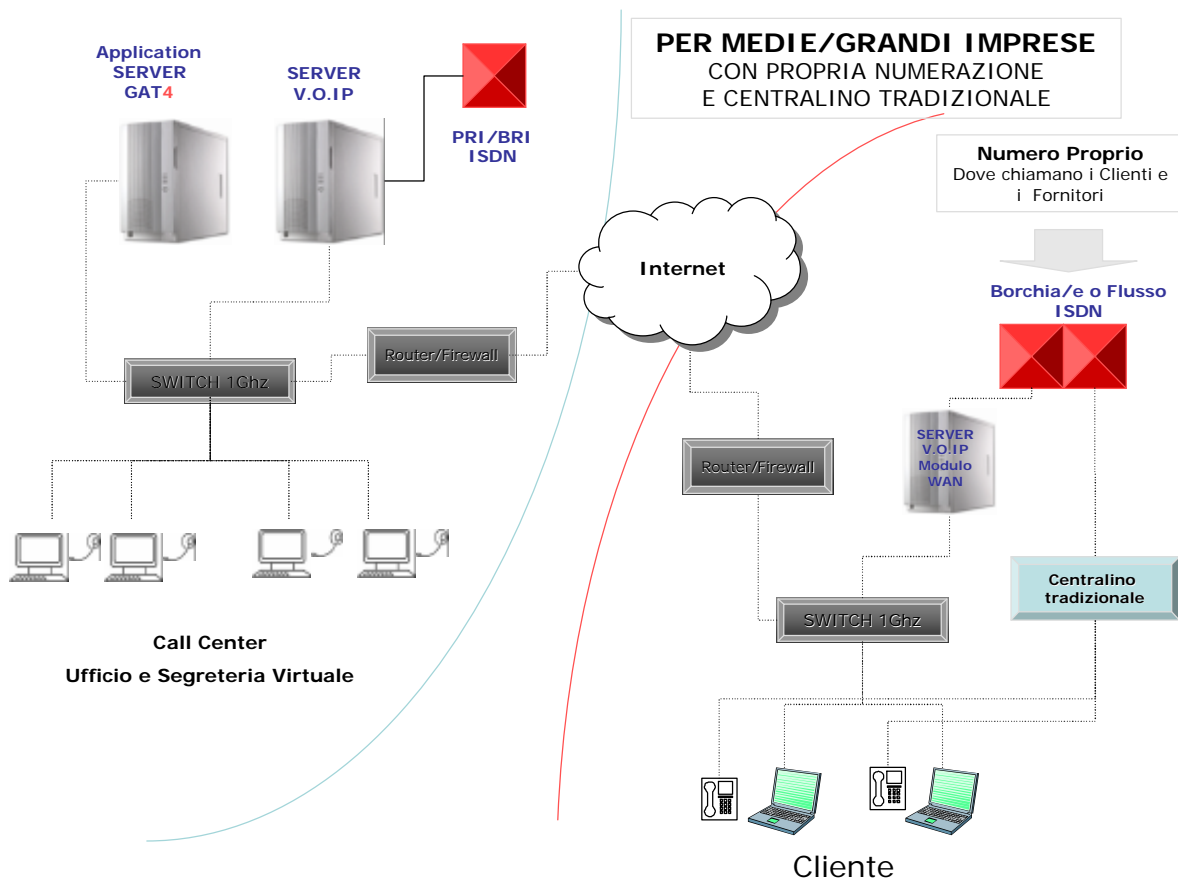 Application
SERVER
GAT4
SERVER
V.O.IP
PRI/BRI
ISDN
PER MEDIE/GRANDI IMPRESE
CON PROPRIA NUMERAZIONE
E CENTRALINO TRADIZIONALE
Numero Proprio
Dove chiamano i Clienti e
i Fornitori
Internet
Borchia/e o Flusso
ISDN
Router/Firewall
SWITCH 1Ghz
SERVER
V.O.IP
Modulo
WAN
Router/Firewall
Centralino
tradizionale
SWITCH 1Ghz
Call Center
Ufficio e Segreteria Virtuale
Cliente